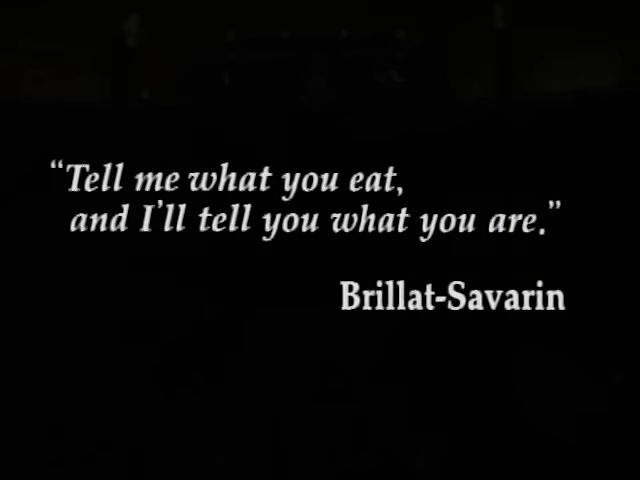 “Tell me what you eat,
and I’ll tell you what you are.”
Brillat-Savarin